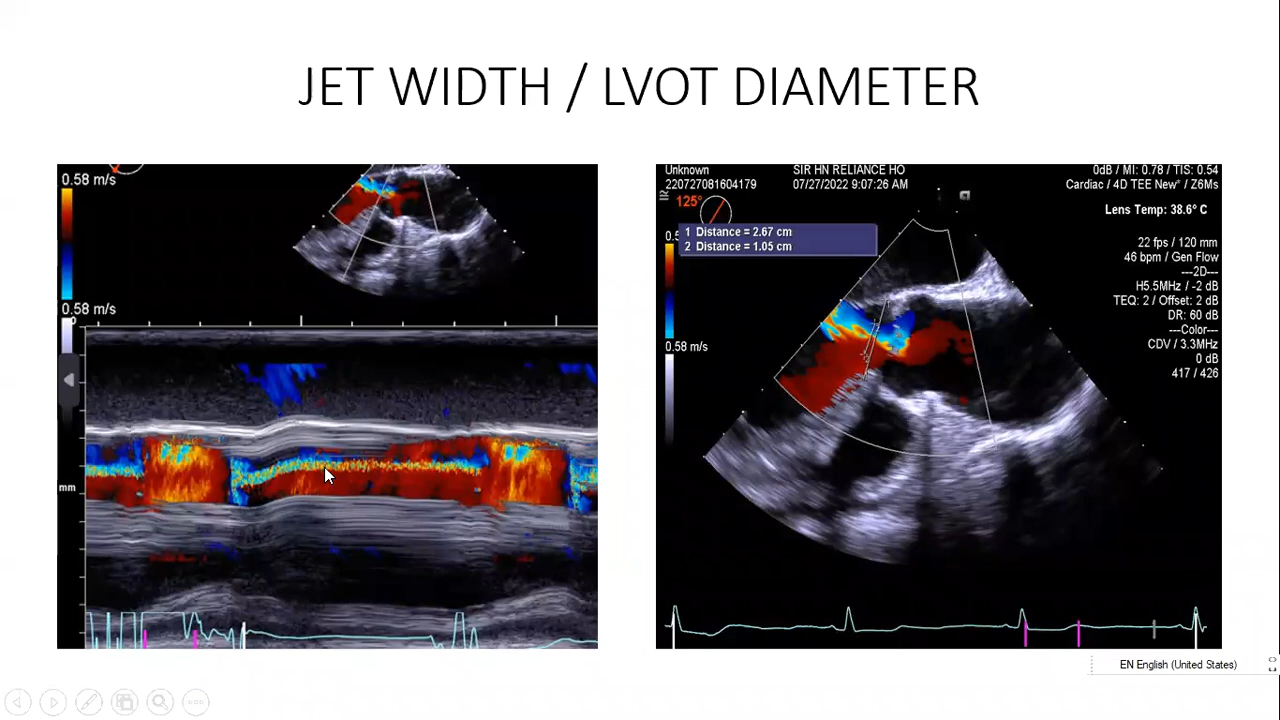 JET WIDTH / LVOT DIAMETER
0.58 m/s
0.58 m/s
mm
Unknown
SIR HN RELIANCE HO
0dB / MI: 0.78 / TIS: 0.54
220727081604179
07/27/2022 9:07:26 AM
Cardiac / 4D TEE New* / Z6Ms
125°
Lens Temp: 38.6° C
1 Distance = 2.67 cm
2 Distance = 1.05 cm
22 fps / 120 mm
46 bpm / Gen Flow
---2D---
H5.5MHz / -2 dB
TEQ: 2 / Offset: 2 dB
DR: 60 dB
---Color---
CDV / 3.3MHz
0 dB
417 / 426
0.58 m/s
EN English (United States)